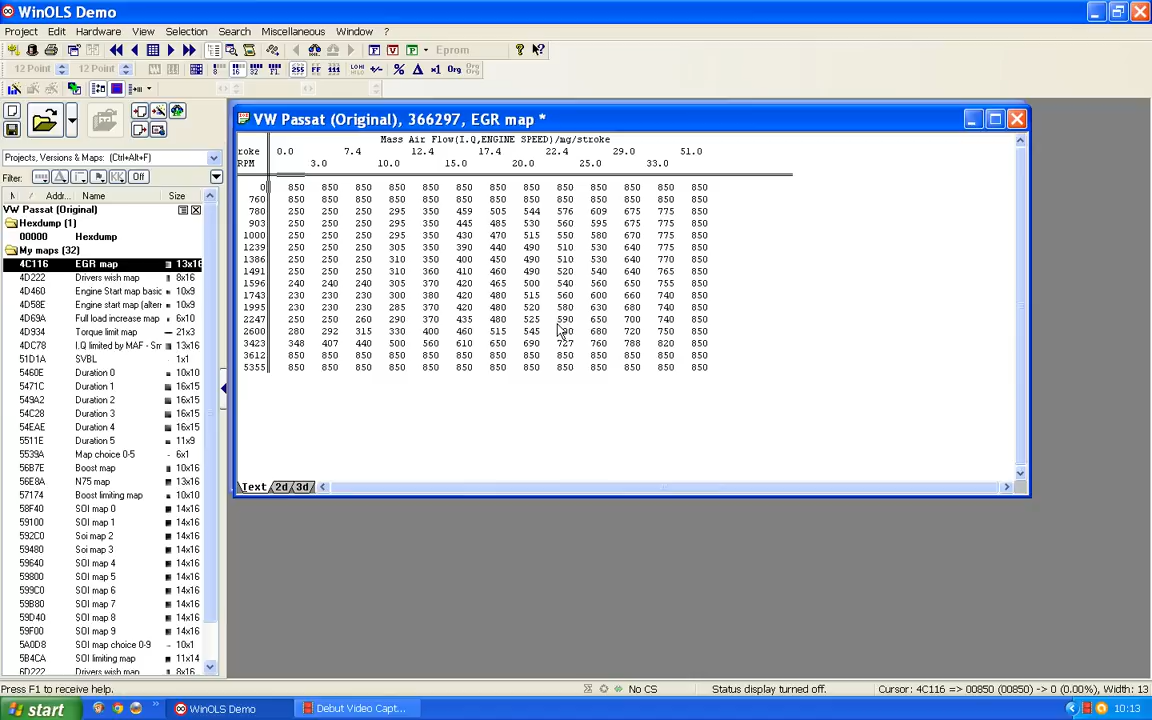 WinOLS Demo
Project Edit Hardware View Selection Search Miscellaneous Window ?
Eprom
12 Point 12 Point
Projects, Versions & Maps: (Ctrl+Alt+F)
Filter: Off
Addr... Name Size
VW Passat (Original)
Hexdump (1)
00000 Hexdump
My maps (32)
4C116 EGR map 13x16
4D222 Drivers wish map 8x16
4D460 Engine Start map basic 10x9
4D58E Engine start map (altern 10x9
4D69A Full load increase map 6x10
4D934 Torque limit map 21x3
4DC78 I.Q limited by MAF - Sm 13x16
51D1A SVBL 1x1
5460E Duration 0 10x10
5471C Duration 1 16x15
549A2 Duration 2 16x15
54C28 Duration 3 16x15
54EAE Duration 4 16x15
5511E Duration 5 11x9
5539A Map choice 0-5 6x1
56B7E Boost map 10x16
56E8A N75 map 13x16
57174 Boost limiting map 10x10
58F40 SOI map 0 14x16
59100 SOI map 1 14x16
592C0 Soi map 2 14x16
59480 Soi map 3 14x16
59640 SOI map 4 14x16
59800 SOI map 5 14x16
599C0 SOI map 6 14x16
59B80 SOI map 7 14x16
59D40 SOI map 8 14x16
59F00 SOI map 9 14x16
5A0D8 SOI map choice 0-9 10x1
5B4CA SOI limiting map 11x14
6D222 Drivers wish map 8x16
VW Passat (Original), 366297, EGR map *
Mass Air Flow(I.Q,ENGINE SPEED)/mg/stroke
roke 0.0 7.4 12.4 17.4 22.4 29.0 51.0
RPM 3.0 10.0 15.0 20.0 25.0 33.0
0 850 850 850 850 850 850 850 850 850 850 850 850 850
760 850 850 850 850 850 850 850 850 850 850 850 850 850
780 250 250 250 295 350 459 505 544 576 609 675 775 850
903 250 250 250 295 350 445 485 530 560 595 675 775 850
1000 250 250 250 295 350 430 470 515 550 580 670 775 850
1239 250 250 250 305 350 390 440 490 510 530 640 775 850
1386 250 250 250 310 350 400 450 490 510 530 640 770 850
1491 250 250 250 310 360 410 460 490 520 540 640 765 850
1596 240 240 240 305 370 420 465 500 540 560 650 755 850
1743 230 230 230 300 380 420 480 515 560 600 660 740 850
1995 230 230 230 285 370 420 480 520 580 630 680 740 850
2247 250 250 260 290 370 435 480 525 590 650 700 740 850
2600 280 292 315 330 400 460 515 545 680 720 750 850
3423 348 407 440 500 560 610 650 690 727 760 788 820 850
3612 850 850 850 850 850 850 850 850 850 850 850 850 850
5355 850 850 850 850 850 850 850 850 850 850 850 850 850
Text 2d 3d
Press F1 to receive help. No CS Status display turned off. Cursor: 4C116 => 00850 (00850) -> 0 (0.00%), Width: 13
start WinOLS Demo Debut Video Capt... 10:13